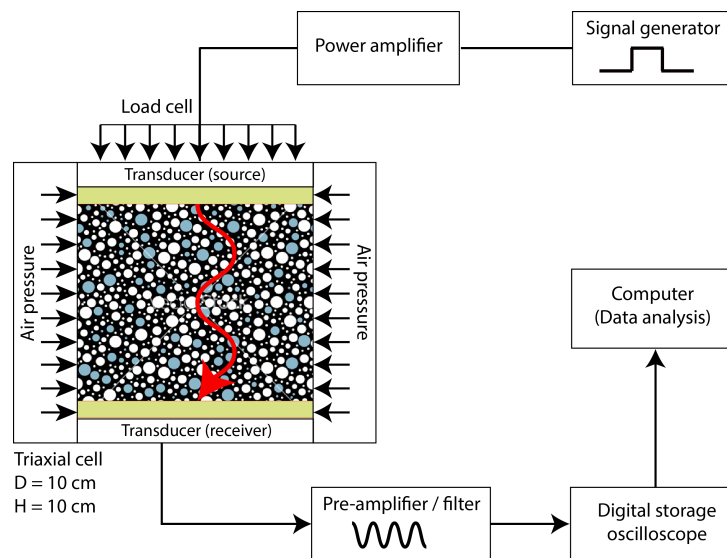 Power amplifier
Signal generator
Load cell
Transducer (source)
Air pressure
Air pressure
Computer
(Data analysis)
Transducer (receiver)
Triaxial cell
D = 10 cm
H = 10 cm
Pre-amplifier / filter
Digital storage
oscilloscope